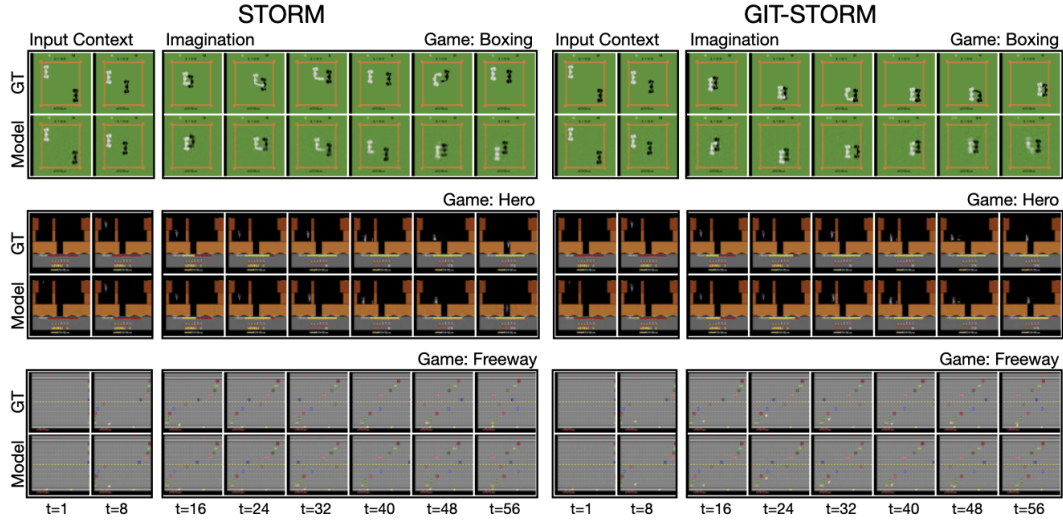 STORM GIT-STORM
Input Context Imagination Game: Boxing Input Context Imagination Game: Boxing
GT
Model
Game: Hero Game: Hero
GT
Model
Game: Freeway Game: Freeway
GT
Model
t=1 t=8 t=16 t=24 t=32 t=40 t=48 t=56 t=1 t=8 t=16 t=24 t=32 t=40 t=48 t=56